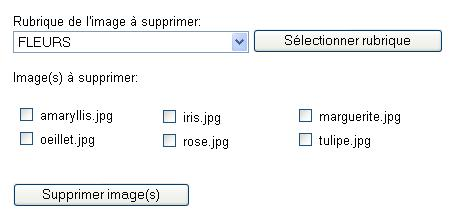 Rubrique de l'image à supprimer:
FLEURS Sélectionner rubrique
Image(s) à supprimer:
amaryllis.jpg iris.jpg marguerite.jpg
oeillet.jpg rose.jpg tulipe.jpg
Supprimer image(s)